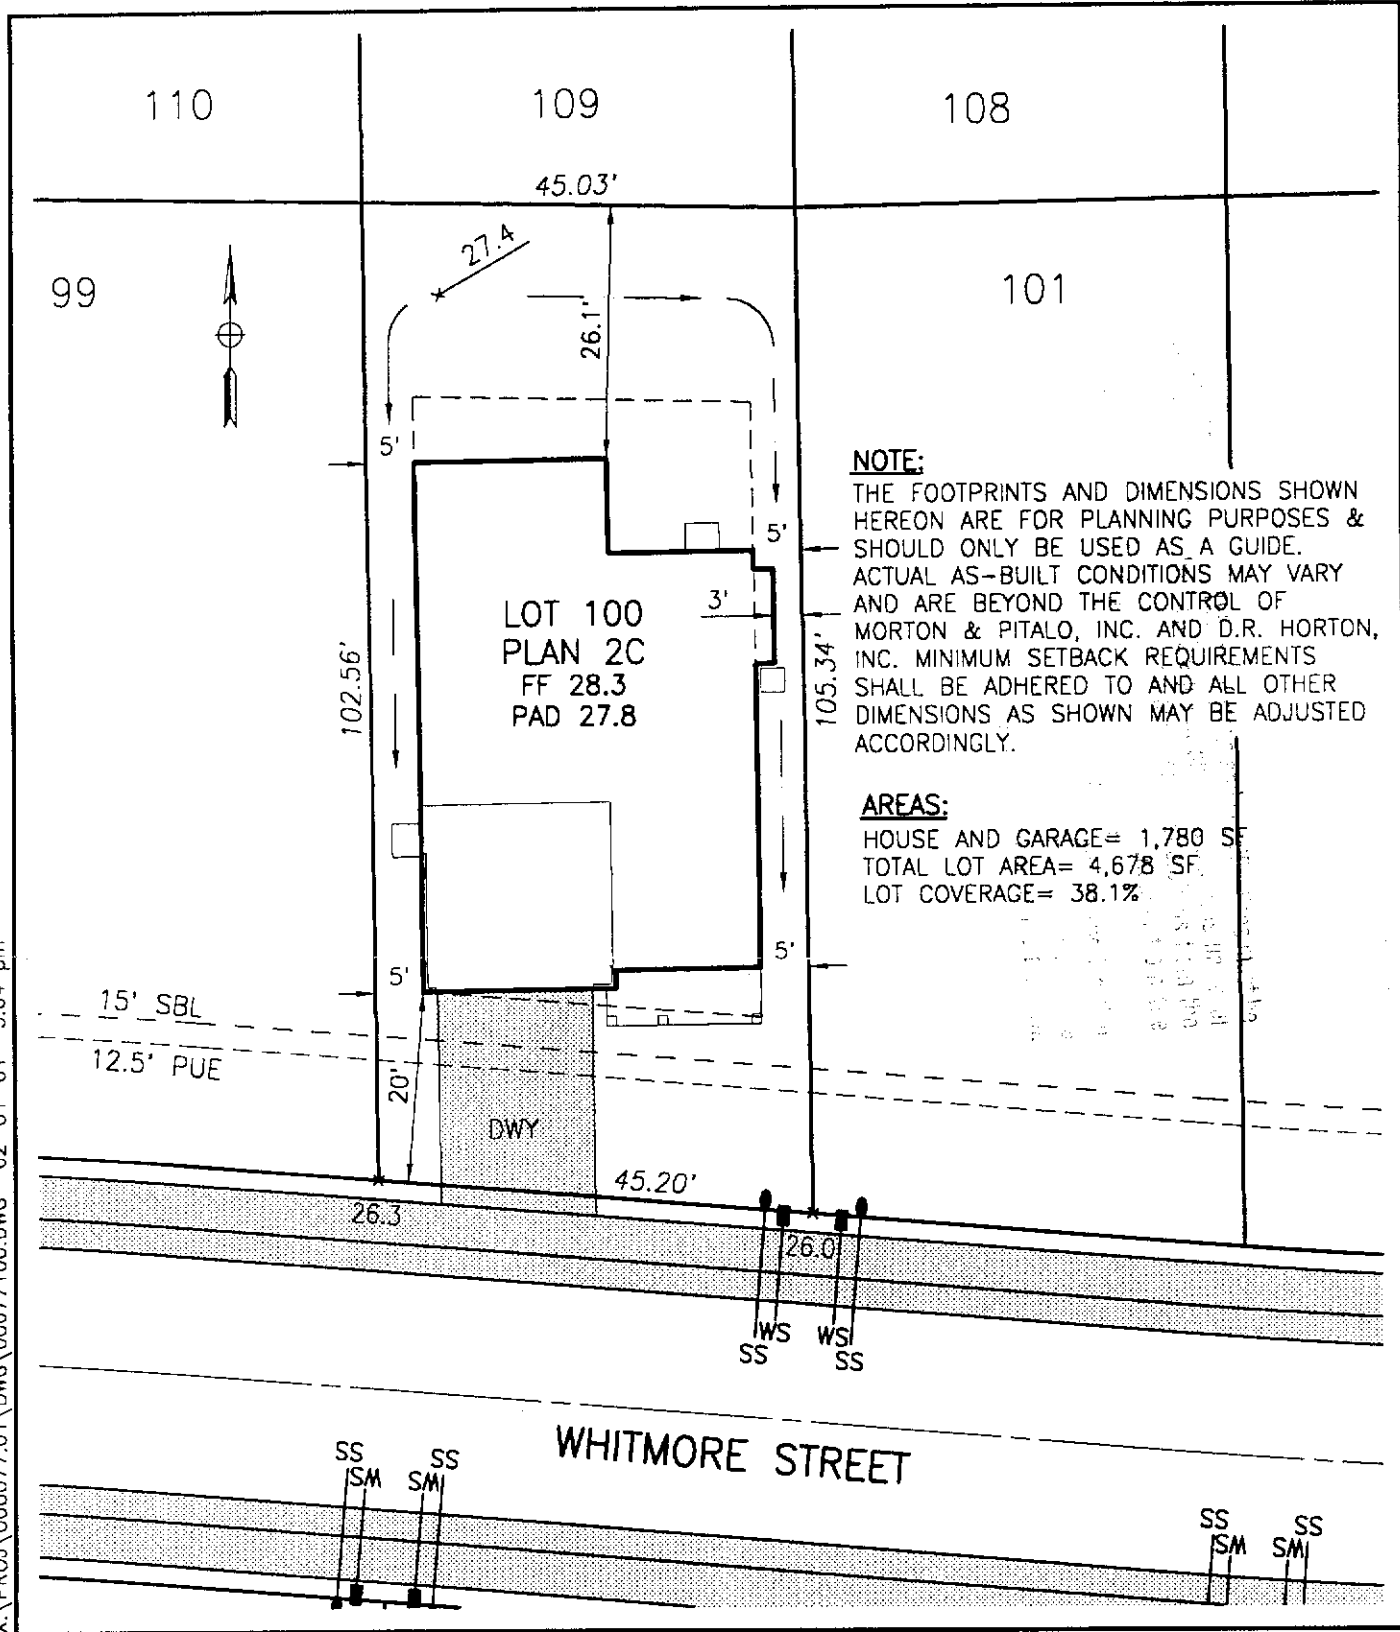 110
109
108
45.03'
27.4
99
101
26.1'
5'
NOTE:
THE FOOTPRINTS AND DIMENSIONS SHOWN
HEREON ARE FOR PLANNING PURPOSES &
SHOULD ONLY BE USED AS A GUIDE.
ACTUAL AS-BUILT CONDITIONS MAY VARY
AND ARE BEYOND THE CONTROL OF
MORTON & PITALO, INC. AND D.R. HORTON,
INC. MINIMUM SETBACK REQUIREMENTS
SHALL BE ADHERED TO AND ALL OTHER
DIMENSIONS AS SHOWN MAY BE ADJUSTED
ACCORDINGLY.
5'
3'
LOT 100
PLAN 2C
FF 28.3
PAD 27.8
102.56'
105.34'
AREAS:
HOUSE AND GARAGE= 1,780 SF
TOTAL LOT AREA= 4,678 SF
LOT COVERAGE= 38.1%
5'
5'
15' SBL
12.5' PUE
20'
DWY
45.20'
26.3
26.0
SS
WS
WS
SS
WHITMORE STREET
SS
SM
SM
SS
SS
SM
SM
SS